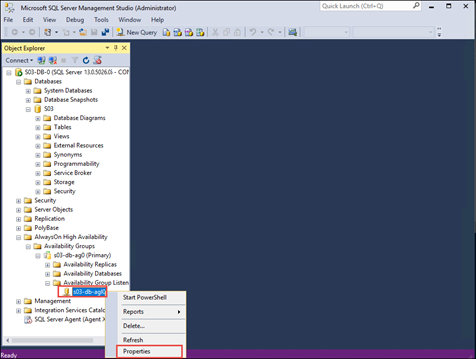 Microsoft SQL Server Management Studio (Administrator)
Quick Launch (Ctrl+Q)
File Edit View Debug Tools Window Help
New Query
Object Explorer
Connect
S03-DB-0 (SQL Server 13.0.5026.0) - CON
Databases
System Databases
Database Snapshots
S03
Database Diagrams
Tables
Views
External Resources
Synonyms
Programmability
Service Broker
Storage
Security
Security
Server Objects
Replication
PolyBase
AlwaysOn High Availability
Availability Groups
s03-db-ag0 (Primary)
Availability Replicas
Availability Databases
Availability Group Listen
s03-db-agl0
Management
Integration Services Catalo
SQL Server Agent (Agent X
Start PowerShell
Reports
Delete...
Refresh
Properties